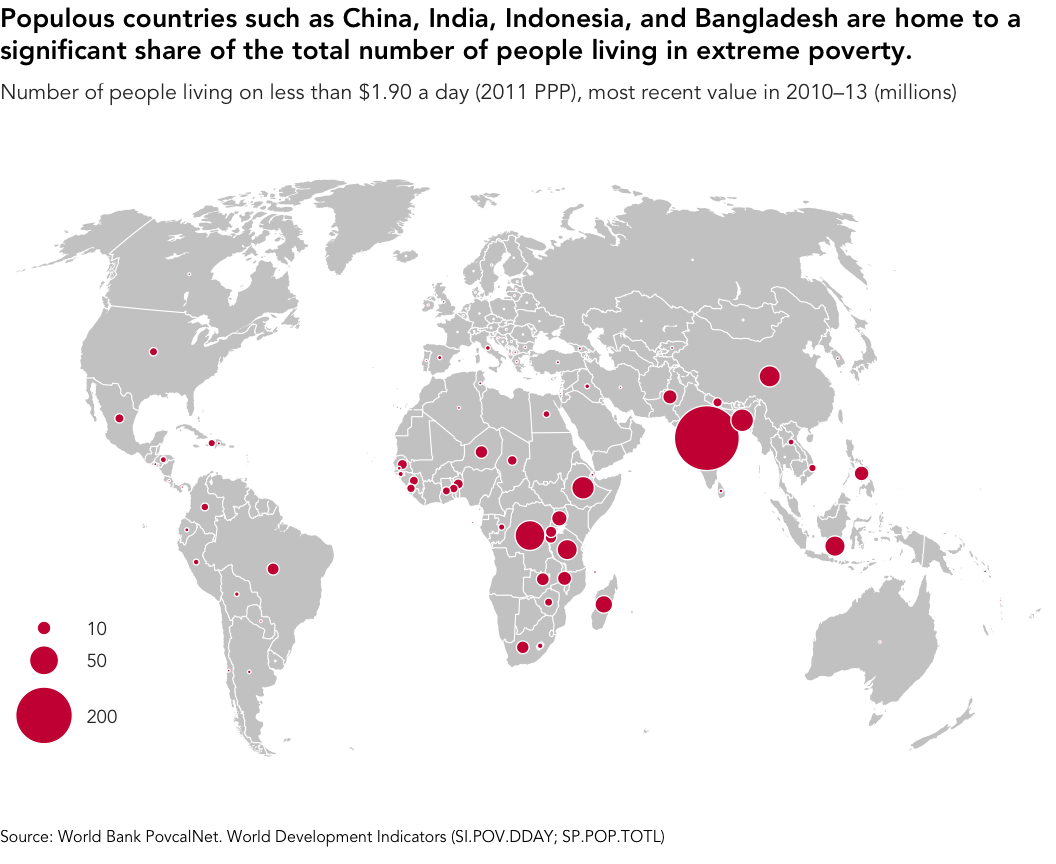 Populous countries such as China, India, Indonesia, and Bangladesh are home to a
significant share of the total number of people living in extreme poverty.
Number of people living on less than $1.90 a day (2011 PPP), most recent value in 2010–13 (millions)
10
50
200
Source: World Bank PovcalNet. World Development Indicators (SI.POV.DDAY; SP.POP.TOTL)